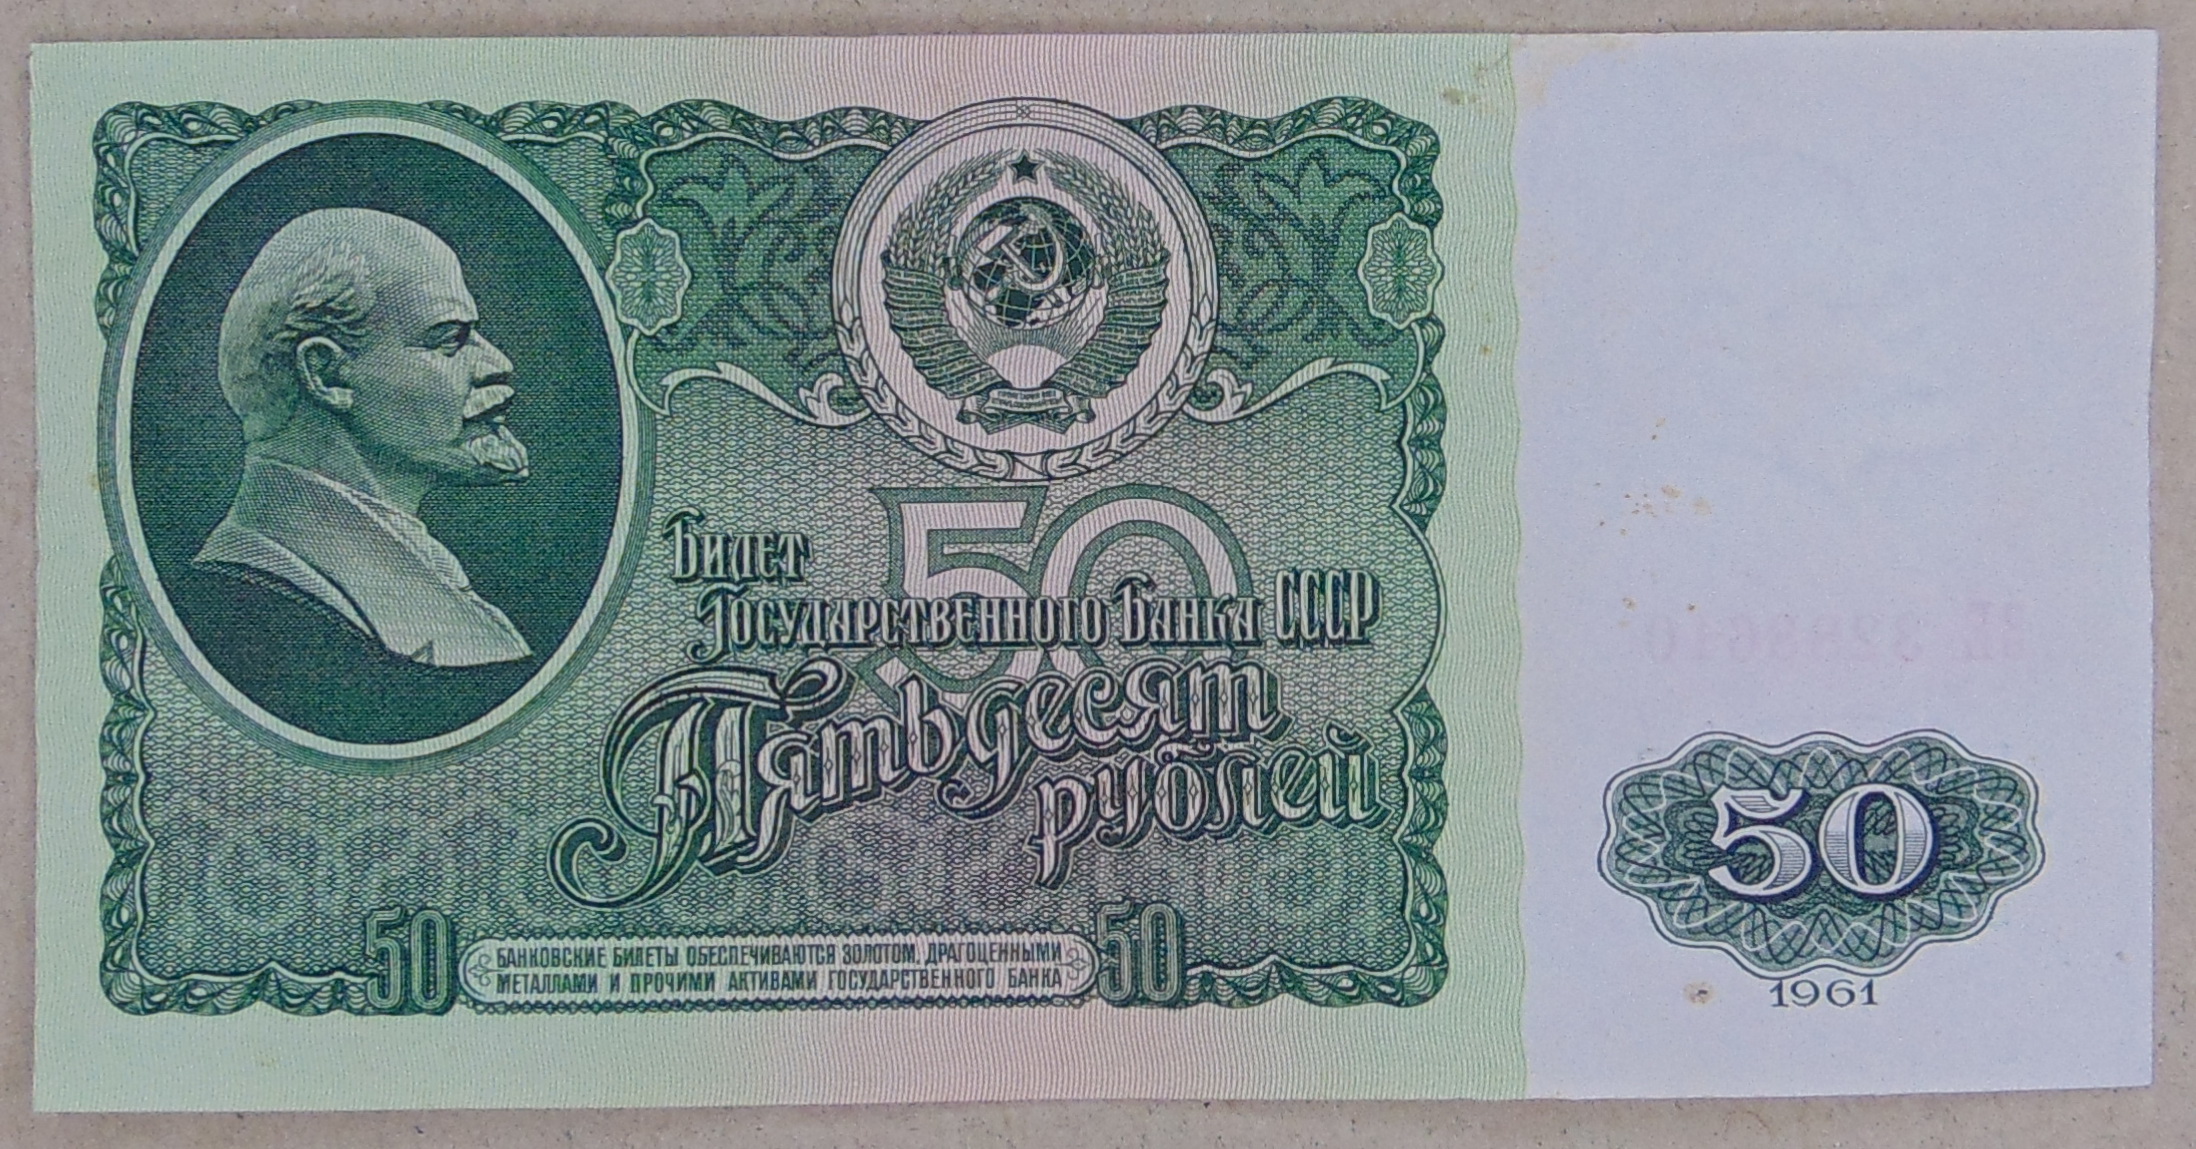 50
Билет
Государственного Банка СССР
Пятьдесят
рублей
50
БАНКОВСКИЕ БИЛЕТЫ ОБЕСПЕЧИВАЮТСЯ ЗОЛОТОМ, ДРАГОЦЕННЫМИ
МЕТАЛЛАМИ И ПРОЧИМИ АКТИВАМИ ГОСУДАРСТВЕННОГО БАНКА
50
50
1961